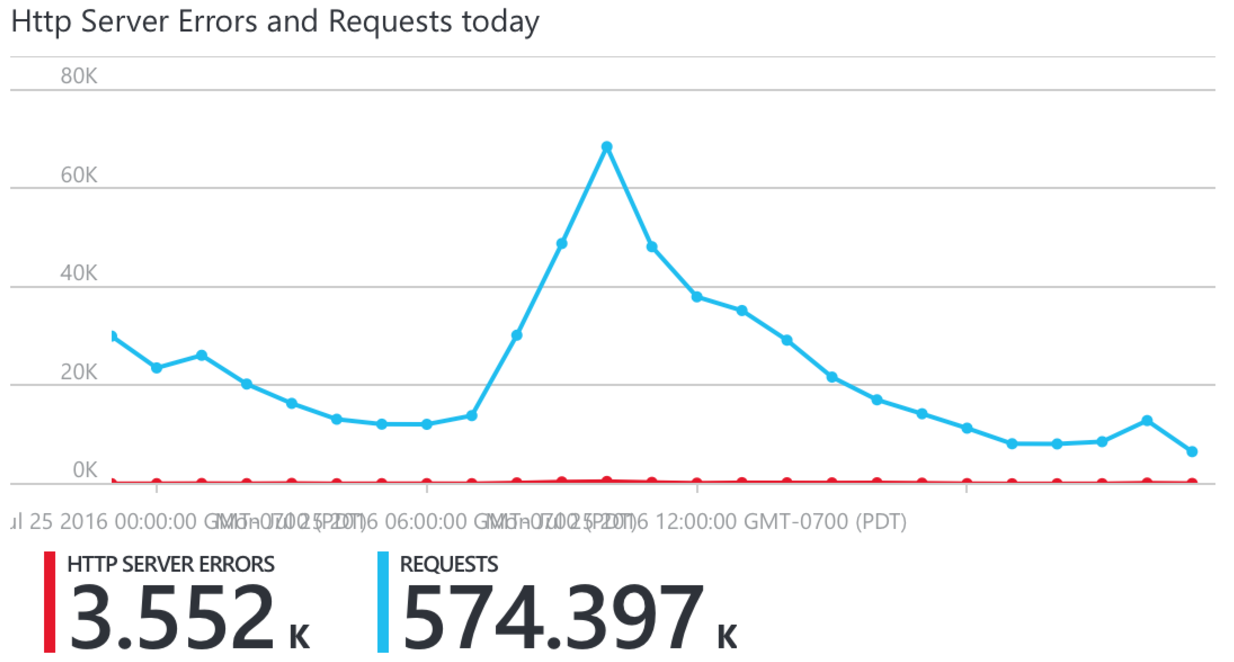 Http Server Errors and Requests today
80K
60K
40K
20K
0K
ul 25 2016 00:00:00 GMT-0700 (PDT)
Mon Jul 25 2016 06:00:00 GMT-0700 (PDT)
Mon Jul 25 2016 12:00:00 GMT-0700 (PDT)
HTTP SERVER ERRORS
3.552 K
REQUESTS
574.397 K